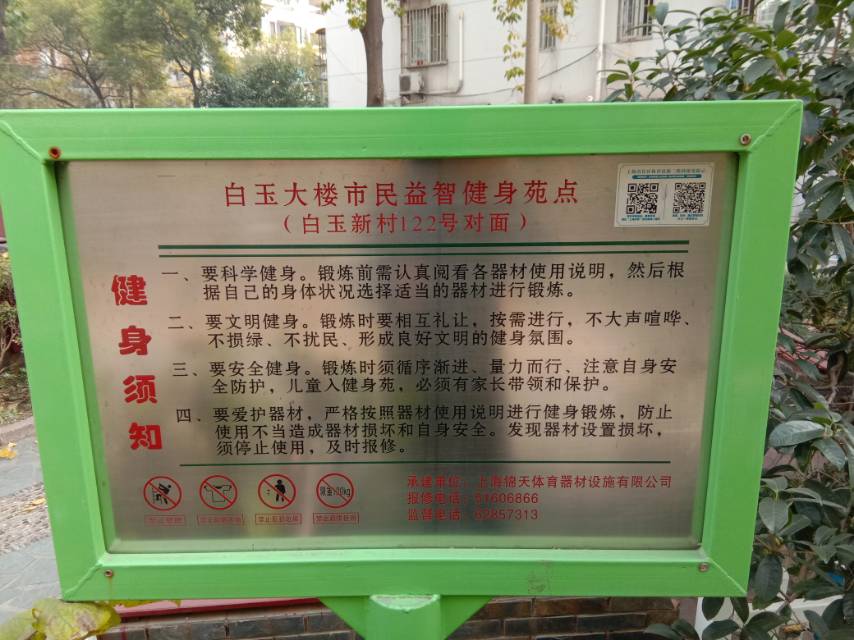 白玉大楼市民益智健身苑点
（白玉新村122号对面）
健身须知
一、要科学健身。锻炼前需认真阅看各器材使用说明，然后根
据自己的身体状况选择适当的器材进行锻炼。
二、要文明健身。锻炼时要相互礼让，按需进行，不大声喧哗、
不损绿、不扰民、形成良好文明的健身氛围。
三、要安全健身。锻炼时须循序渐进、量力而行、注意自身安
全防护，儿童入健身苑，必须有家长带领和保护。
四、要爱护器材，严格按照器材使用说明进行健身锻炼，防止
使用不当造成器材损坏和自身安全。发现器材设置损坏，
须停止使用，及时报修。
承建单位：上海锦天体育器材设施有限公司
报修电话：51606866
监督电话：62857313